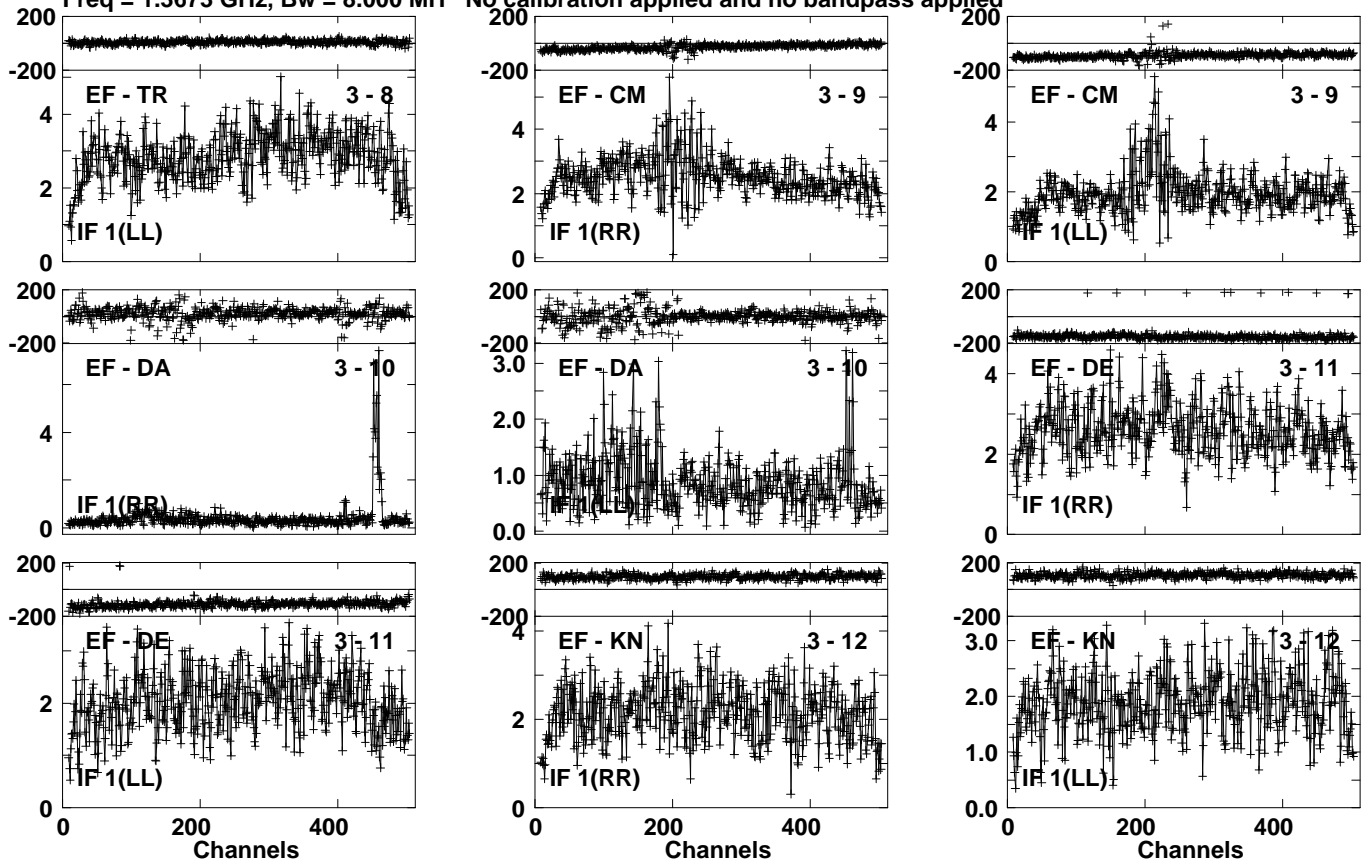 Freq = 1.5675 GHz, Bw = 8.000 MH No calibration applied and no bandpass applied
200
-200
EF - TR 3 - 8
4
2
IF 1(LL)
0
200
-200
EF - CM 3 - 9
4
2
IF 1(RR)
0
200
-200
EF - CM 3 - 9
4
2
IF 1(LL)
0
200
-200
EF - DA 3 - 10
4
2
IF 1(RR)
0
200
-200
3.0 EF - DA 3 - 10
2.0
1.0
IF 1(LL)
0.0
200
-200
EF - DE 3 - 11
4
2
IF 1(RR)
0
200
-200
EF - DE 3 - 11
2
IF 1(LL)
0
0 200 400
Channels
200
-200
4 EF - KN 3 - 12
2
IF 1(RR)
0
0 200 400
Channels
200
-200
3.0 EF - KN 3 - 12
2.0
1.0
IF 1(LL)
0.0
0 200 400
Channels